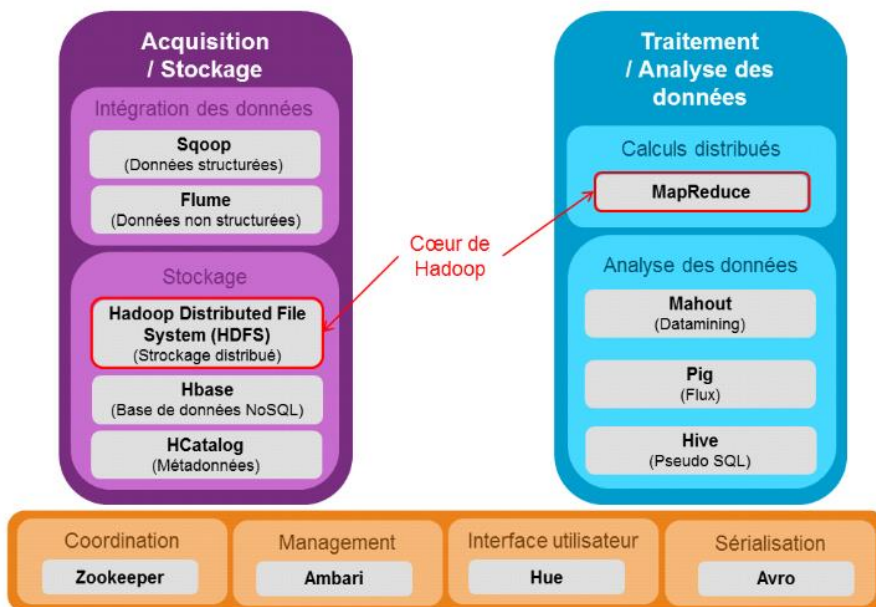 Acquisition
/ Stockage
Intégration des données
Sqoop
(Données structurées)
Flume
(Données non structurées)
Stockage
Hadoop Distributed File
System (HDFS)
(Strockage distribué)
Hbase
(Base de données NoSQL)
HCatalog
(Métadonnées)
Cœur de
Hadoop
Traitement
/ Analyse des
données
Calculs distribués
MapReduce
Analyse des données
Mahout
(Datamining)
Pig
(Flux)
Hive
(Pseudo SQL)
Coordination
Zookeeper
Management
Ambari
Interface utilisateur
Hue
Sérialisation
Avro